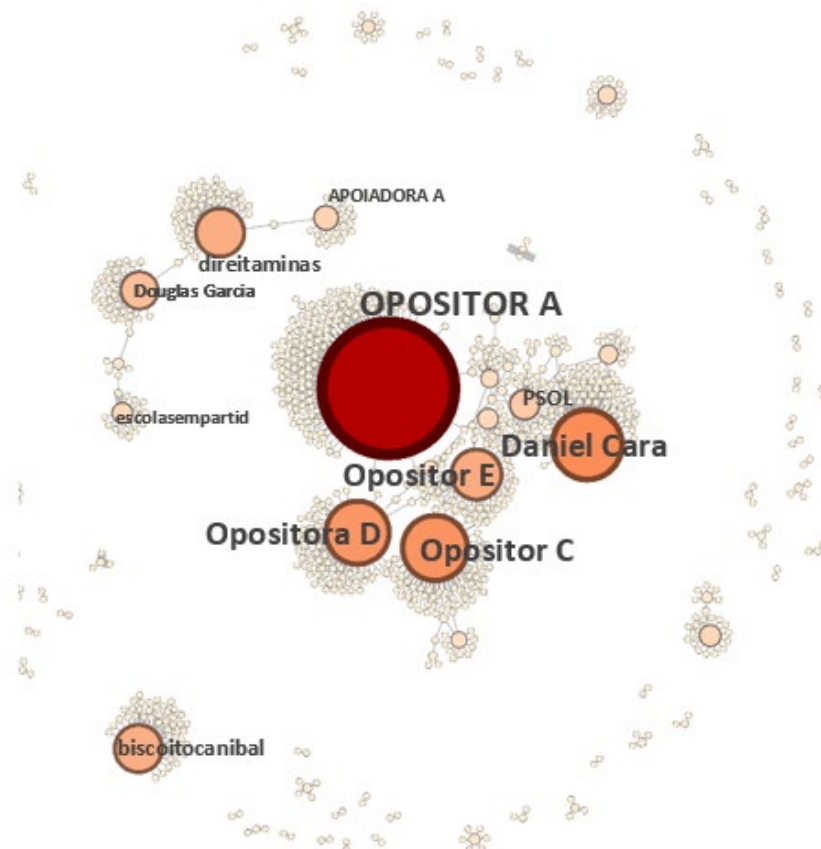 APOIADORA A
direitaminas
Douglas Garcia
OPOSITOR A
escolasempartid
PSOL
Daniel Cara
Opositor E
Opositora D
Opositor C
biscoitocanibal